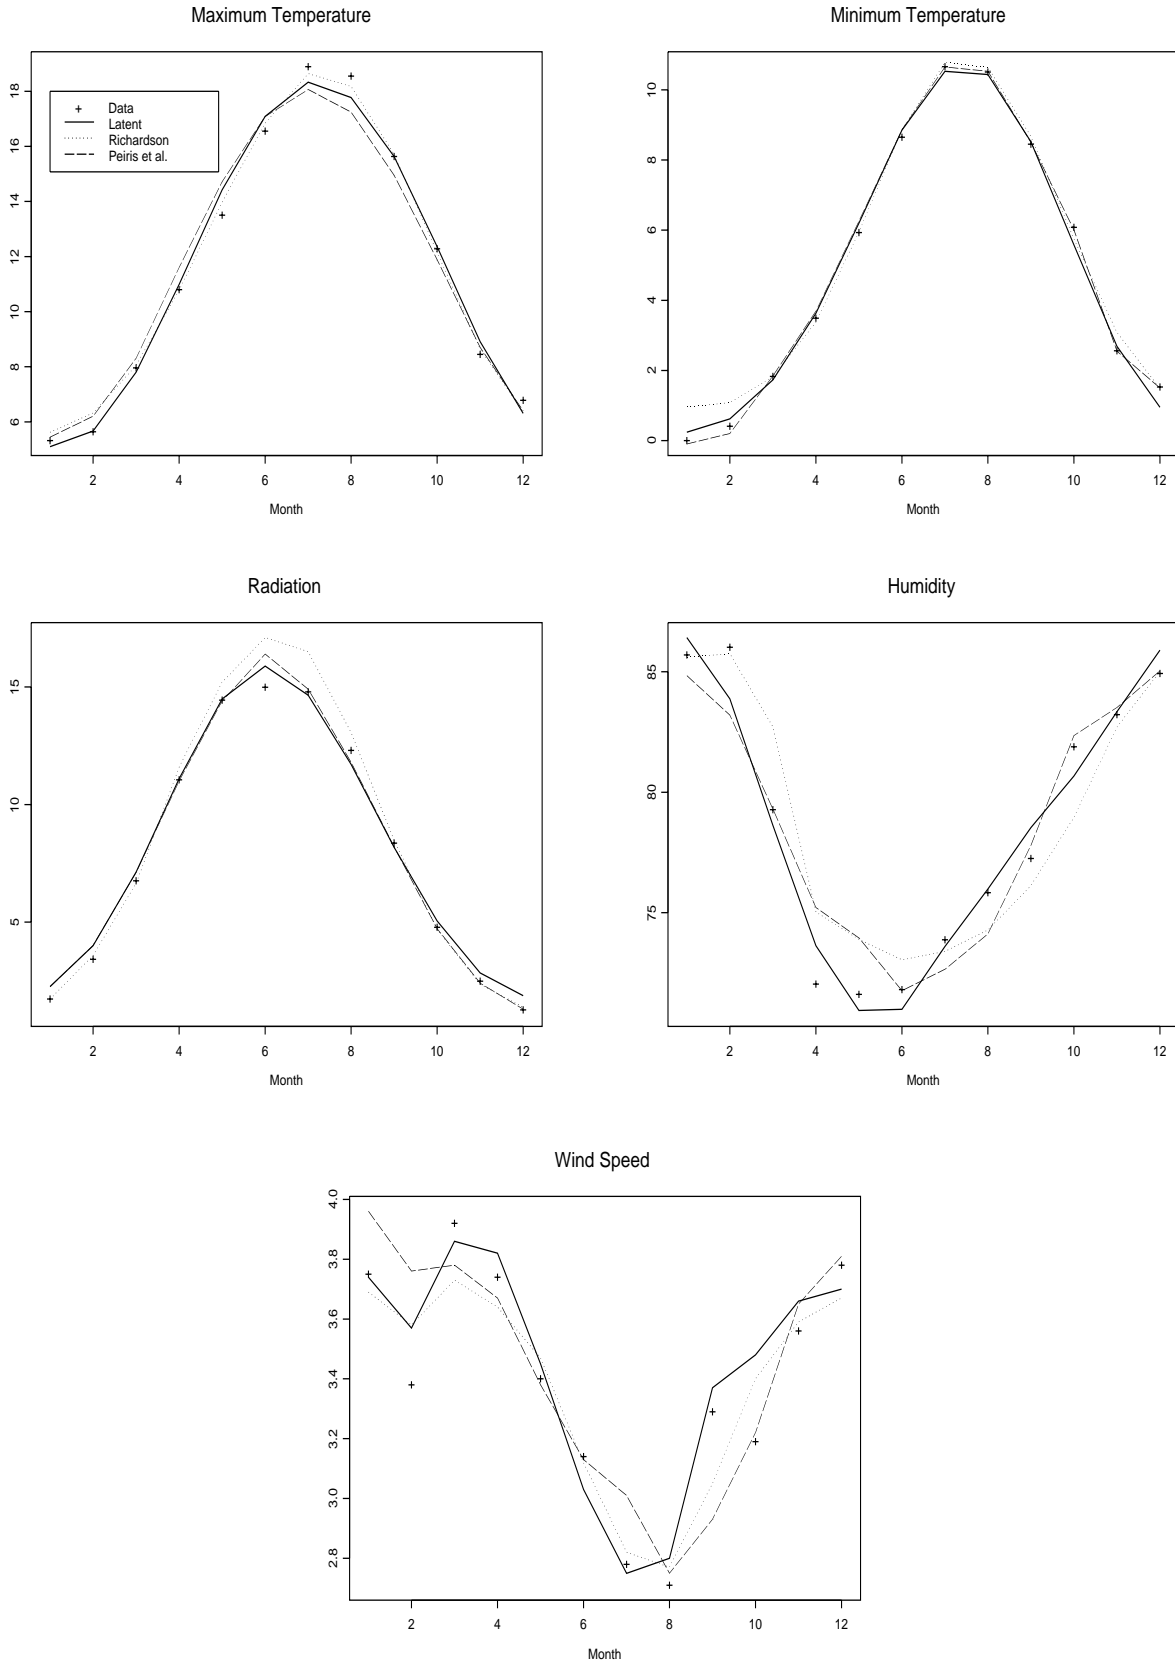 Maximum Temperature
Minimum Temperature
18
16
14
12
10
8
6
+ Data
Latent
Richardson
Peiris et al.
2 4 6 8 10 12
Month
10
8
6
4
2
0
2 4 6 8 10 12
Month
Radiation
Humidity
15
10
5
2 4 6 8 10 12
Month
85
80
75
2 4 6 8 10 12
Month
Wind Speed
4.0
3.8
3.6
3.4
3.2
3.0
2.8
2 4 6 8 10 12
Month